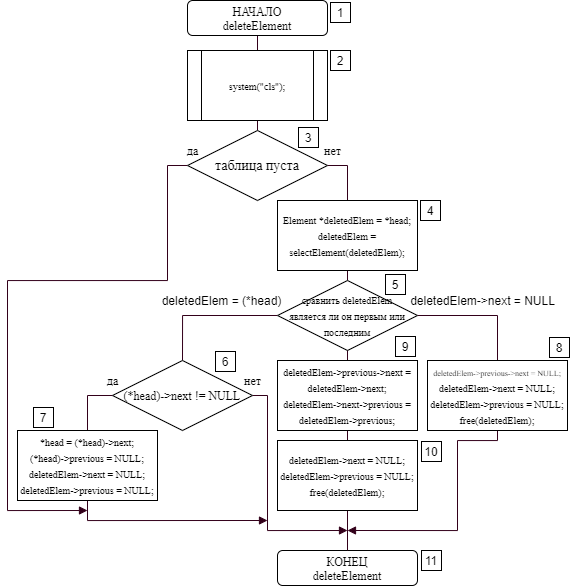 НАЧАЛО
deleteElement
1
2
system("cls");
3
да
нет
таблица пуста
4
Element *deletedElem = *head;
deletedElem =
selectElement(deletedElem);
5
deletedElem = (*head)
сравнить deletedElem
является ли он первым или
последним
deletedElem->next = NULL
6
да
нет
(*head)->next != NULL
9
8
deletedElem->previous->next =
deletedElem->next;
deletedElem->next->previous =
deletedElem->previous;
deletedElem->previous->next = NULL;
deletedElem->next = NULL;
deletedElem->previous = NULL;
free(deletedElem);
7
*head = (*head)->next;
(*head)->previous = NULL;
deletedElem->next = NULL;
deletedElem->previous = NULL;
10
deletedElem->next = NULL;
deletedElem->previous = NULL;
free(deletedElem);
КОНЕЦ
deleteElement
11